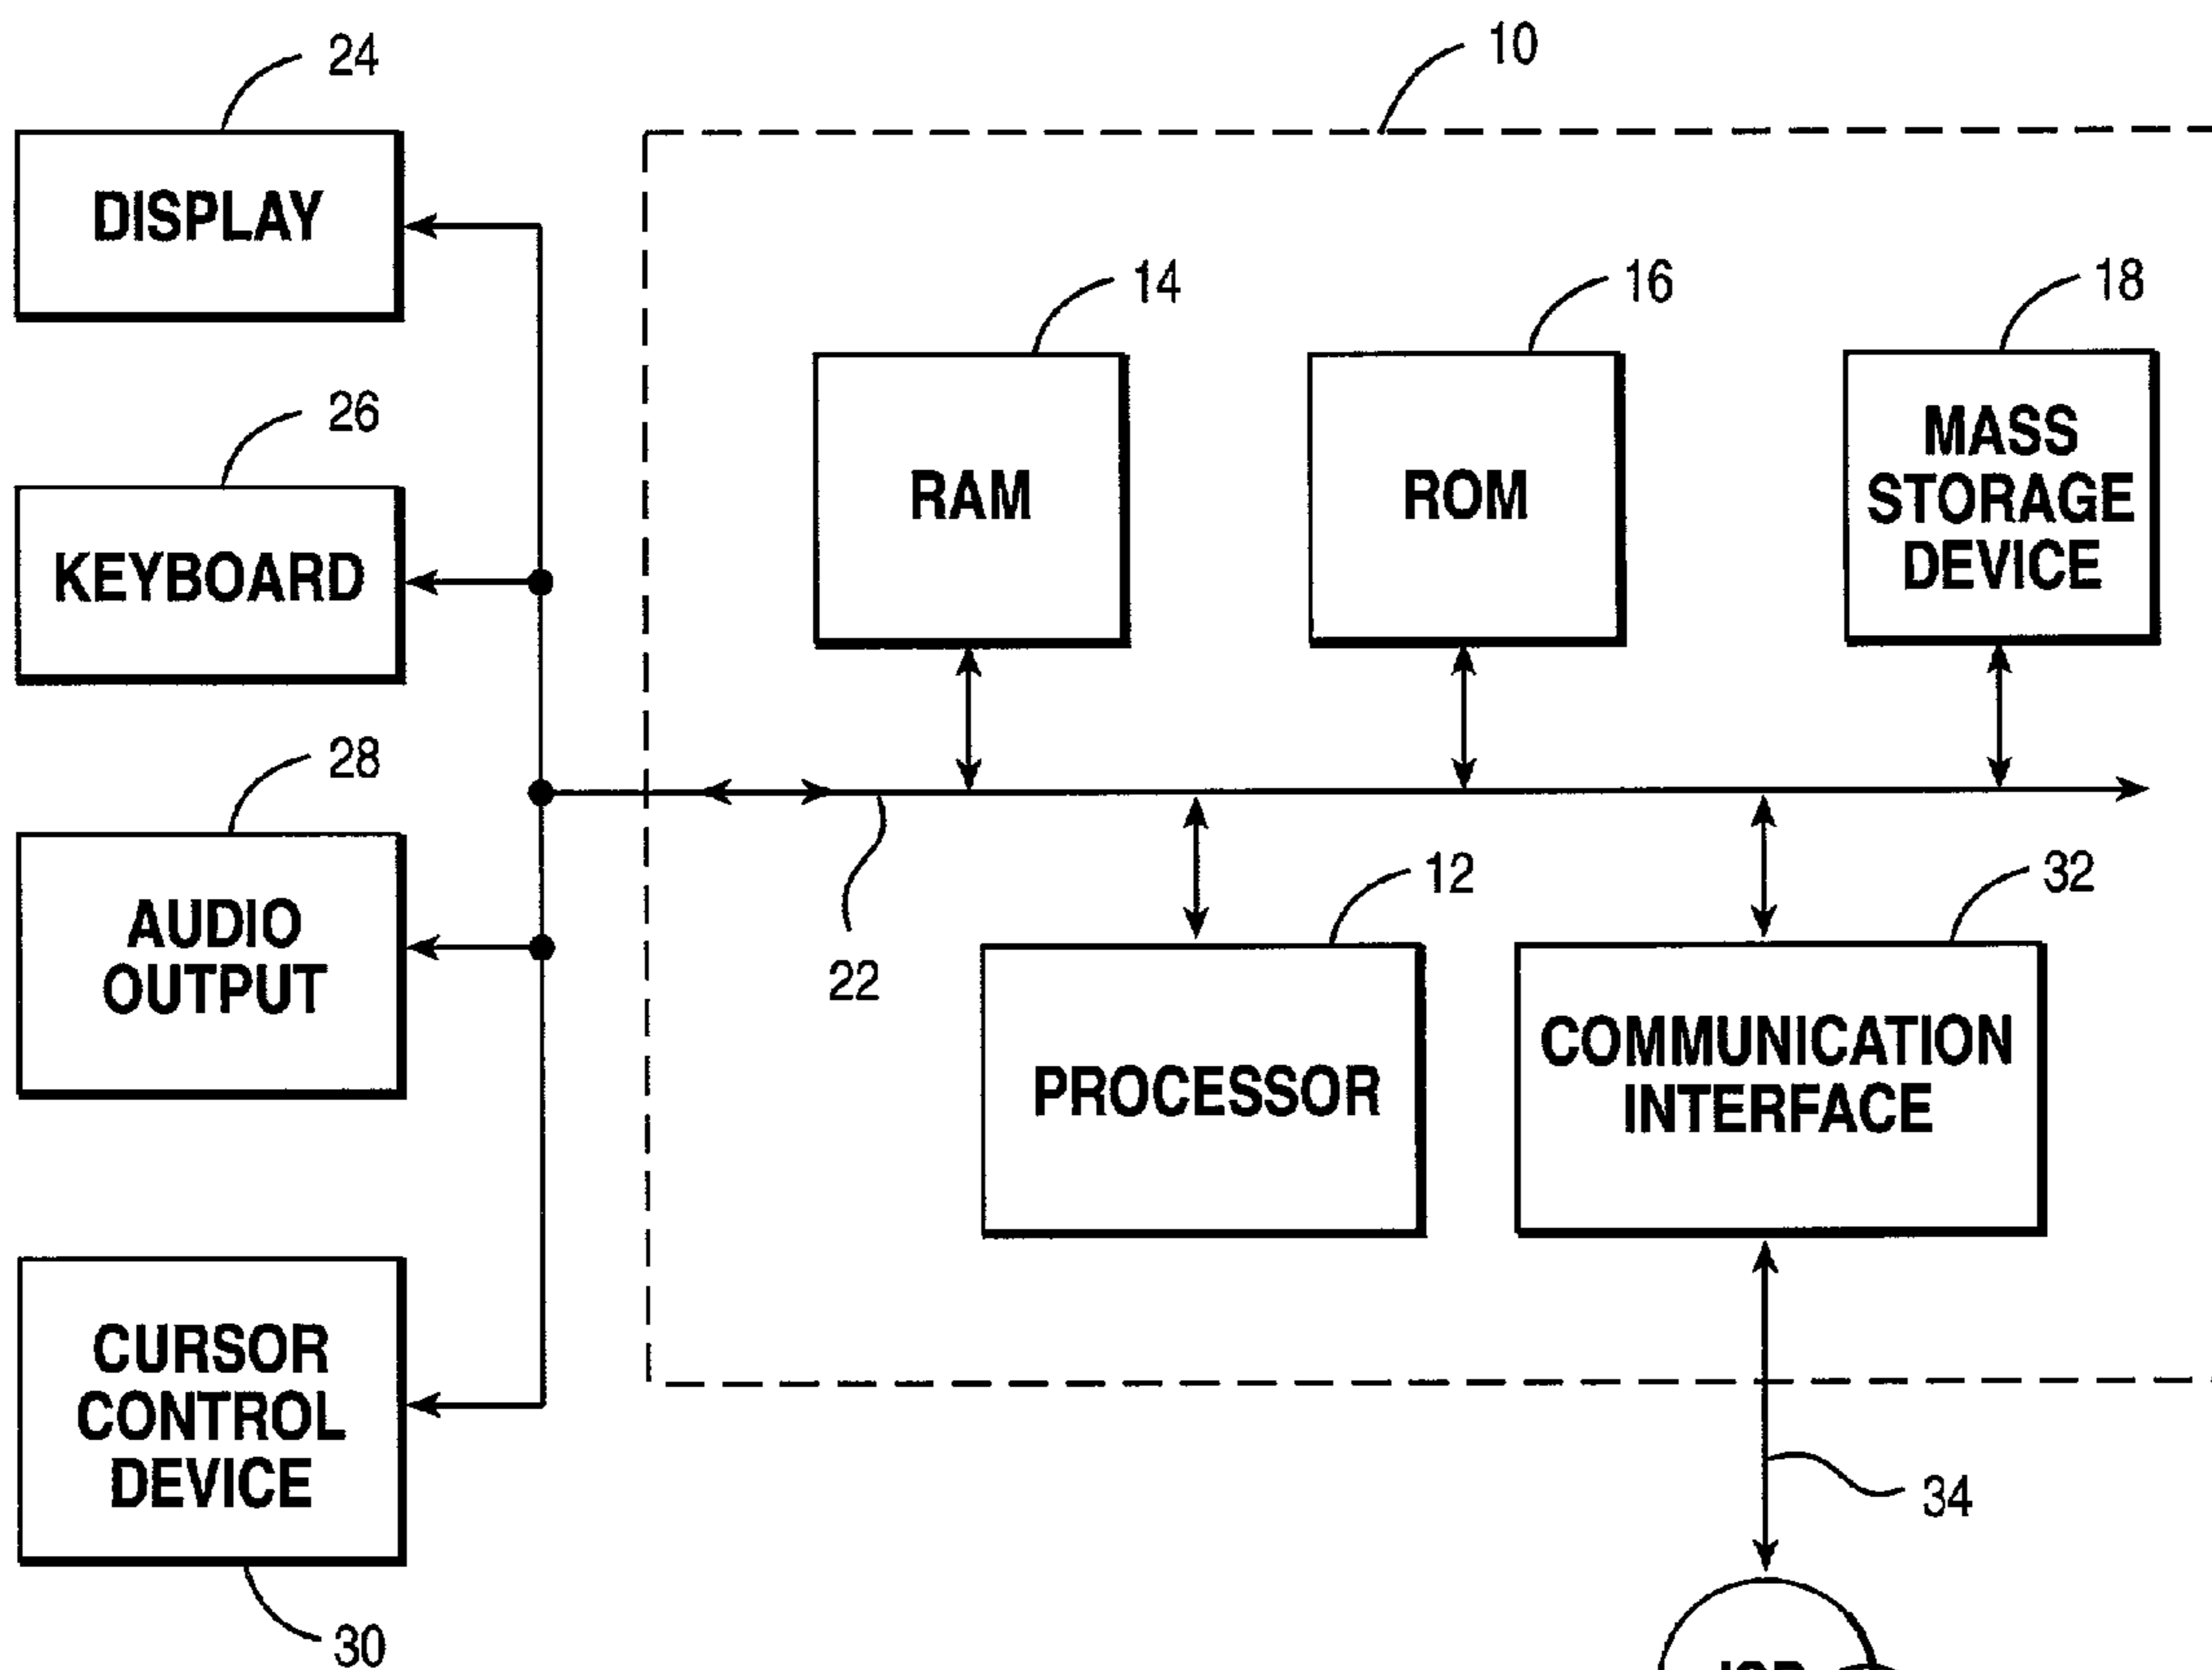 24
10
DISPLAY
14
16
18
26
RAM
ROM
MASS
STORAGE
DEVICE
KEYBOARD
28
AUDIO
OUTPUT
22
12
32
PROCESSOR
COMMUNICATION
INTERFACE
CURSOR
CONTROL
DEVICE
34
30